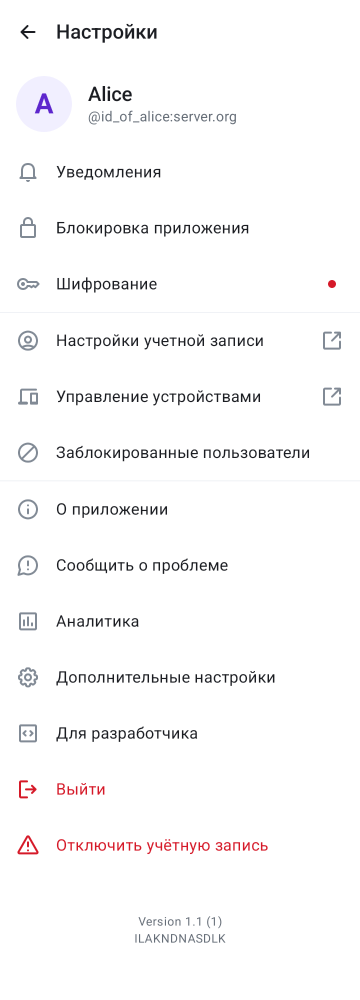 Настройки
A
Alice
@id_of_alice:server.org
Уведомления
Блокировка приложения
Шифрование
Настройки учетной записи
Управление устройствами
Заблокированные пользователи
О приложении
Сообщить о проблеме
Аналитика
Дополнительные настройки
Для разработчика
Выйти
Отключить учётную запись
Version 1.1 (1)
ILAKNDNASDLK